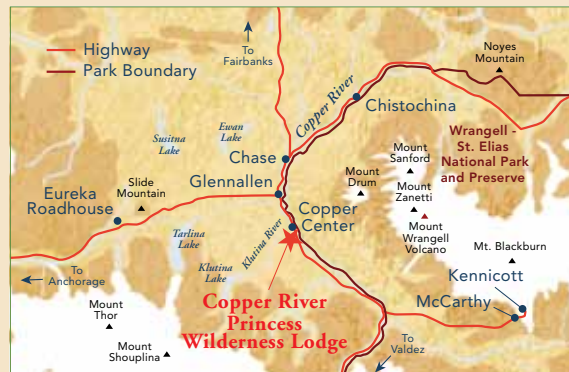 Highway
Park Boundary
To
Fairbanks
Noyes
Mountain
Copper River
Chistochina
Ewan
Lake
Susitna
Lake
Wrangell -
St. Elias
National Park
and Preserve
Chase
Mount
Sanford
Mount
Drum
Glennallen
Slide
Mountain
Eureka
Roadhouse
Mount
Zanetti
Copper
Center
Mount
Wrangell
Volcano
Tarlina
Lake
Klutina River
Klutina
Lake
Mt. Blackburn
To
Anchorage
Kennicott
McCarthy
Copper River
Princess
Wilderness Lodge
Mount
Thor
Mount
Shouplina
To
Valdez